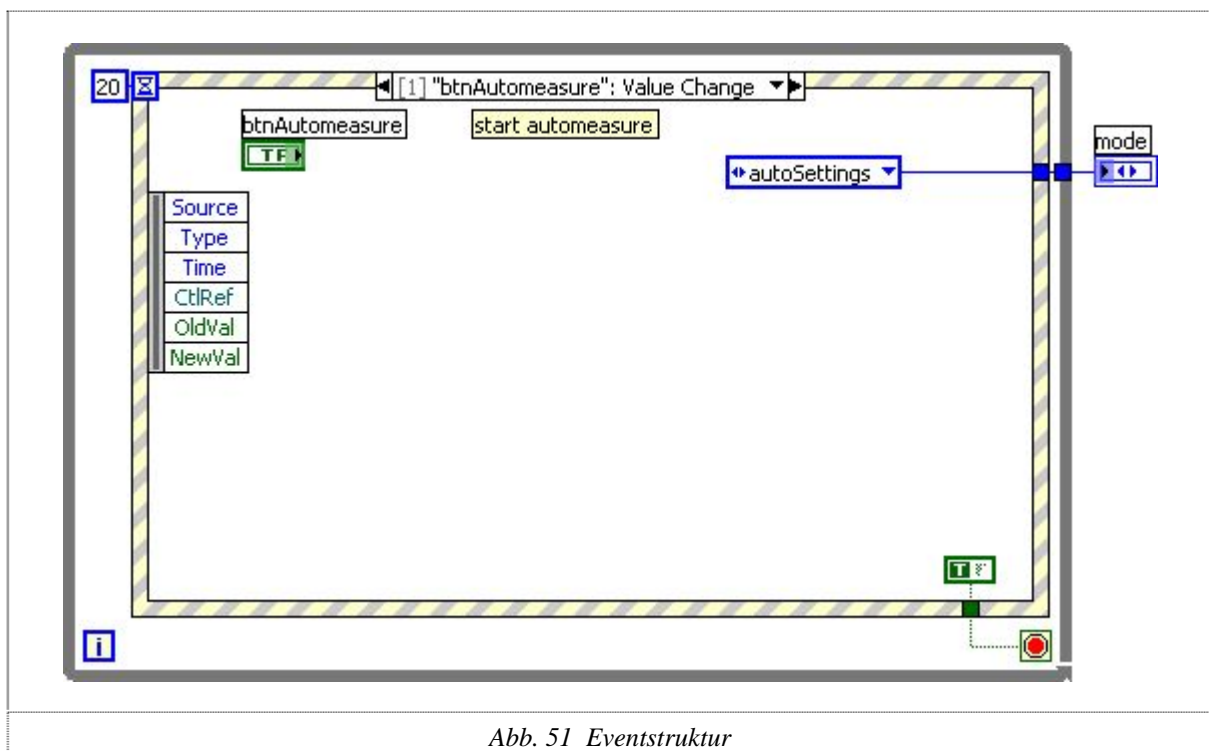 20
[1] "btnAutomeasure": Value Change
btnAutomeasure
start automeasure
TF
mode
autoSettings
Source
Type
Time
CtlRef
OldVal
NewVal
T
i
Abb. 51 Eventstruktur